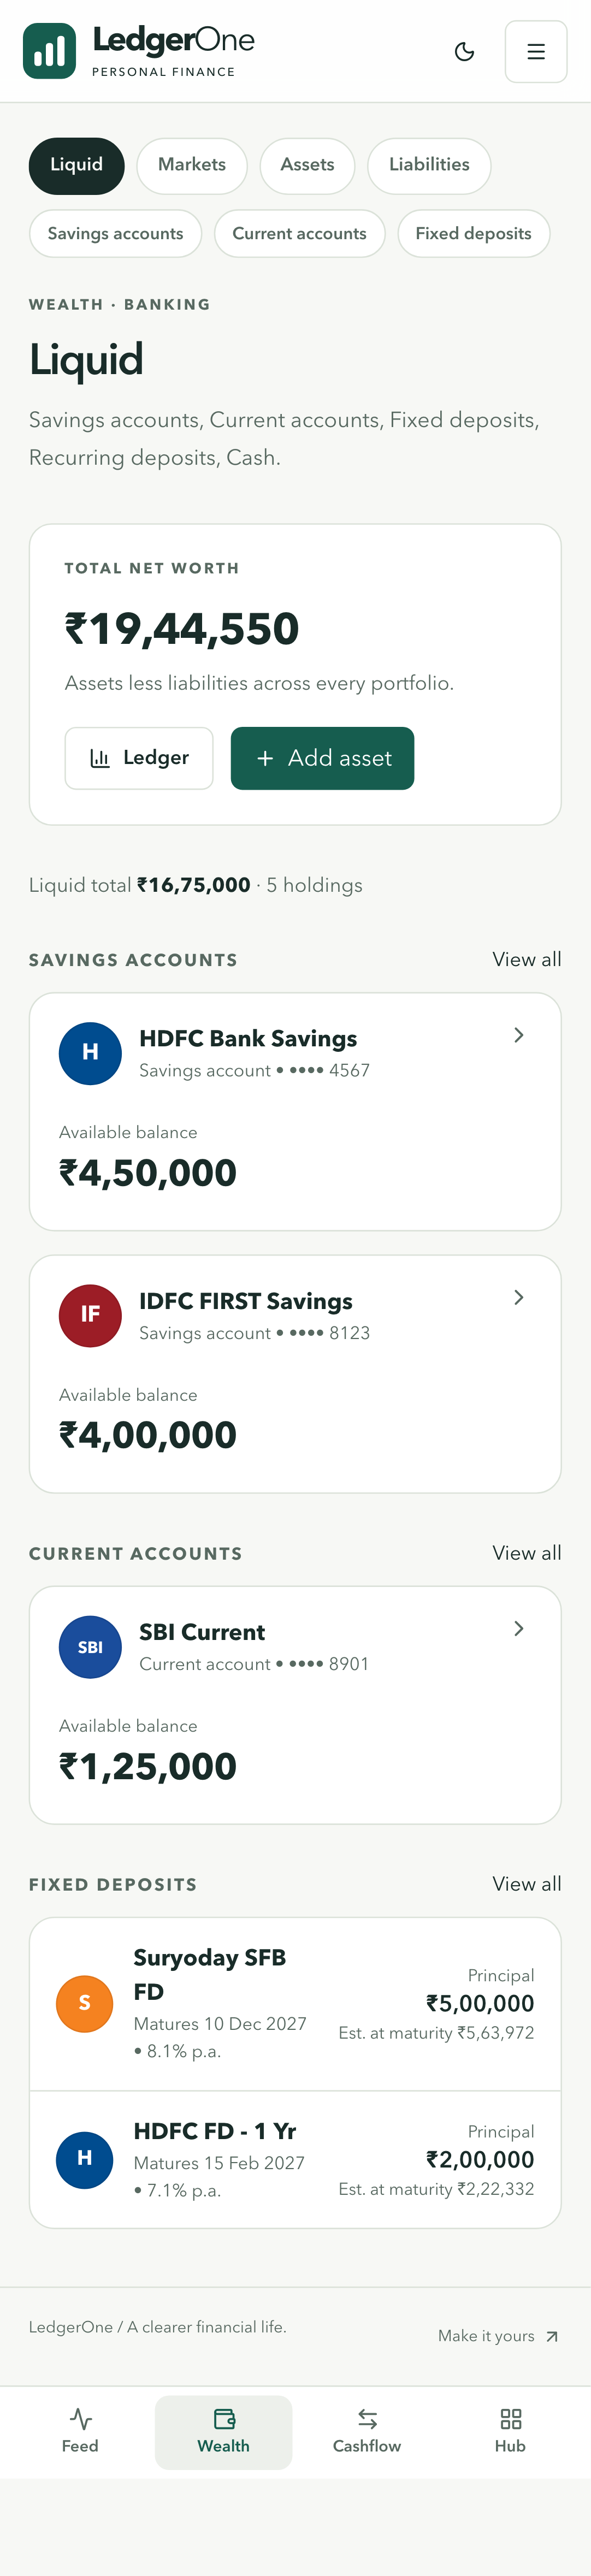 LedgerOne
PERSONAL FINANCE
Liquid
Markets
Assets
Liabilities
Savings accounts
Current accounts
Fixed deposits
WEALTH · BANKING
Liquid
Savings accounts, Current accounts, Fixed deposits,
Recurring deposits, Cash.
TOTAL NET WORTH
₹19,44,550
Assets less liabilities across every portfolio.
Ledger
+ Add asset
Liquid total ₹16,75,000 · 5 holdings
SAVINGS ACCOUNTS
View all
H
HDFC Bank Savings
Savings account • •••• 4567
Available balance
₹4,50,000
IF
IDFC FIRST Savings
Savings account • •••• 8123
Available balance
₹4,00,000
CURRENT ACCOUNTS
View all
SBI
SBI Current
Current account • •••• 8901
Available balance
₹1,25,000
FIXED DEPOSITS
View all
S
Suryoday SFB
FD
Matures 10 Dec 2027
• 8.1% p.a.
Principal
₹5,00,000
Est. at maturity ₹5,63,972
H
HDFC FD - 1 Yr
Matures 15 Feb 2027
• 7.1% p.a.
Principal
₹2,00,000
Est. at maturity ₹2,22,332
LedgerOne / A clearer financial life.
Make it yours
Feed
Wealth
Cashflow
Hub